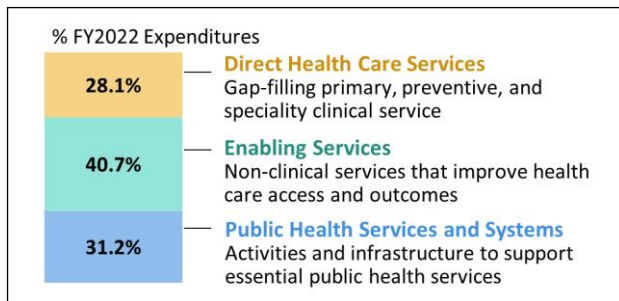 % FY2022 Expenditures
28.1%
Direct Health Care Services
Gap-filling primary, preventive, and
speciality clinical service
40.7%
Enabling Services
Non-clinical services that improve health
care access and outcomes
31.2%
Public Health Services and Systems
Activities and infrastructure to support
essential public health services